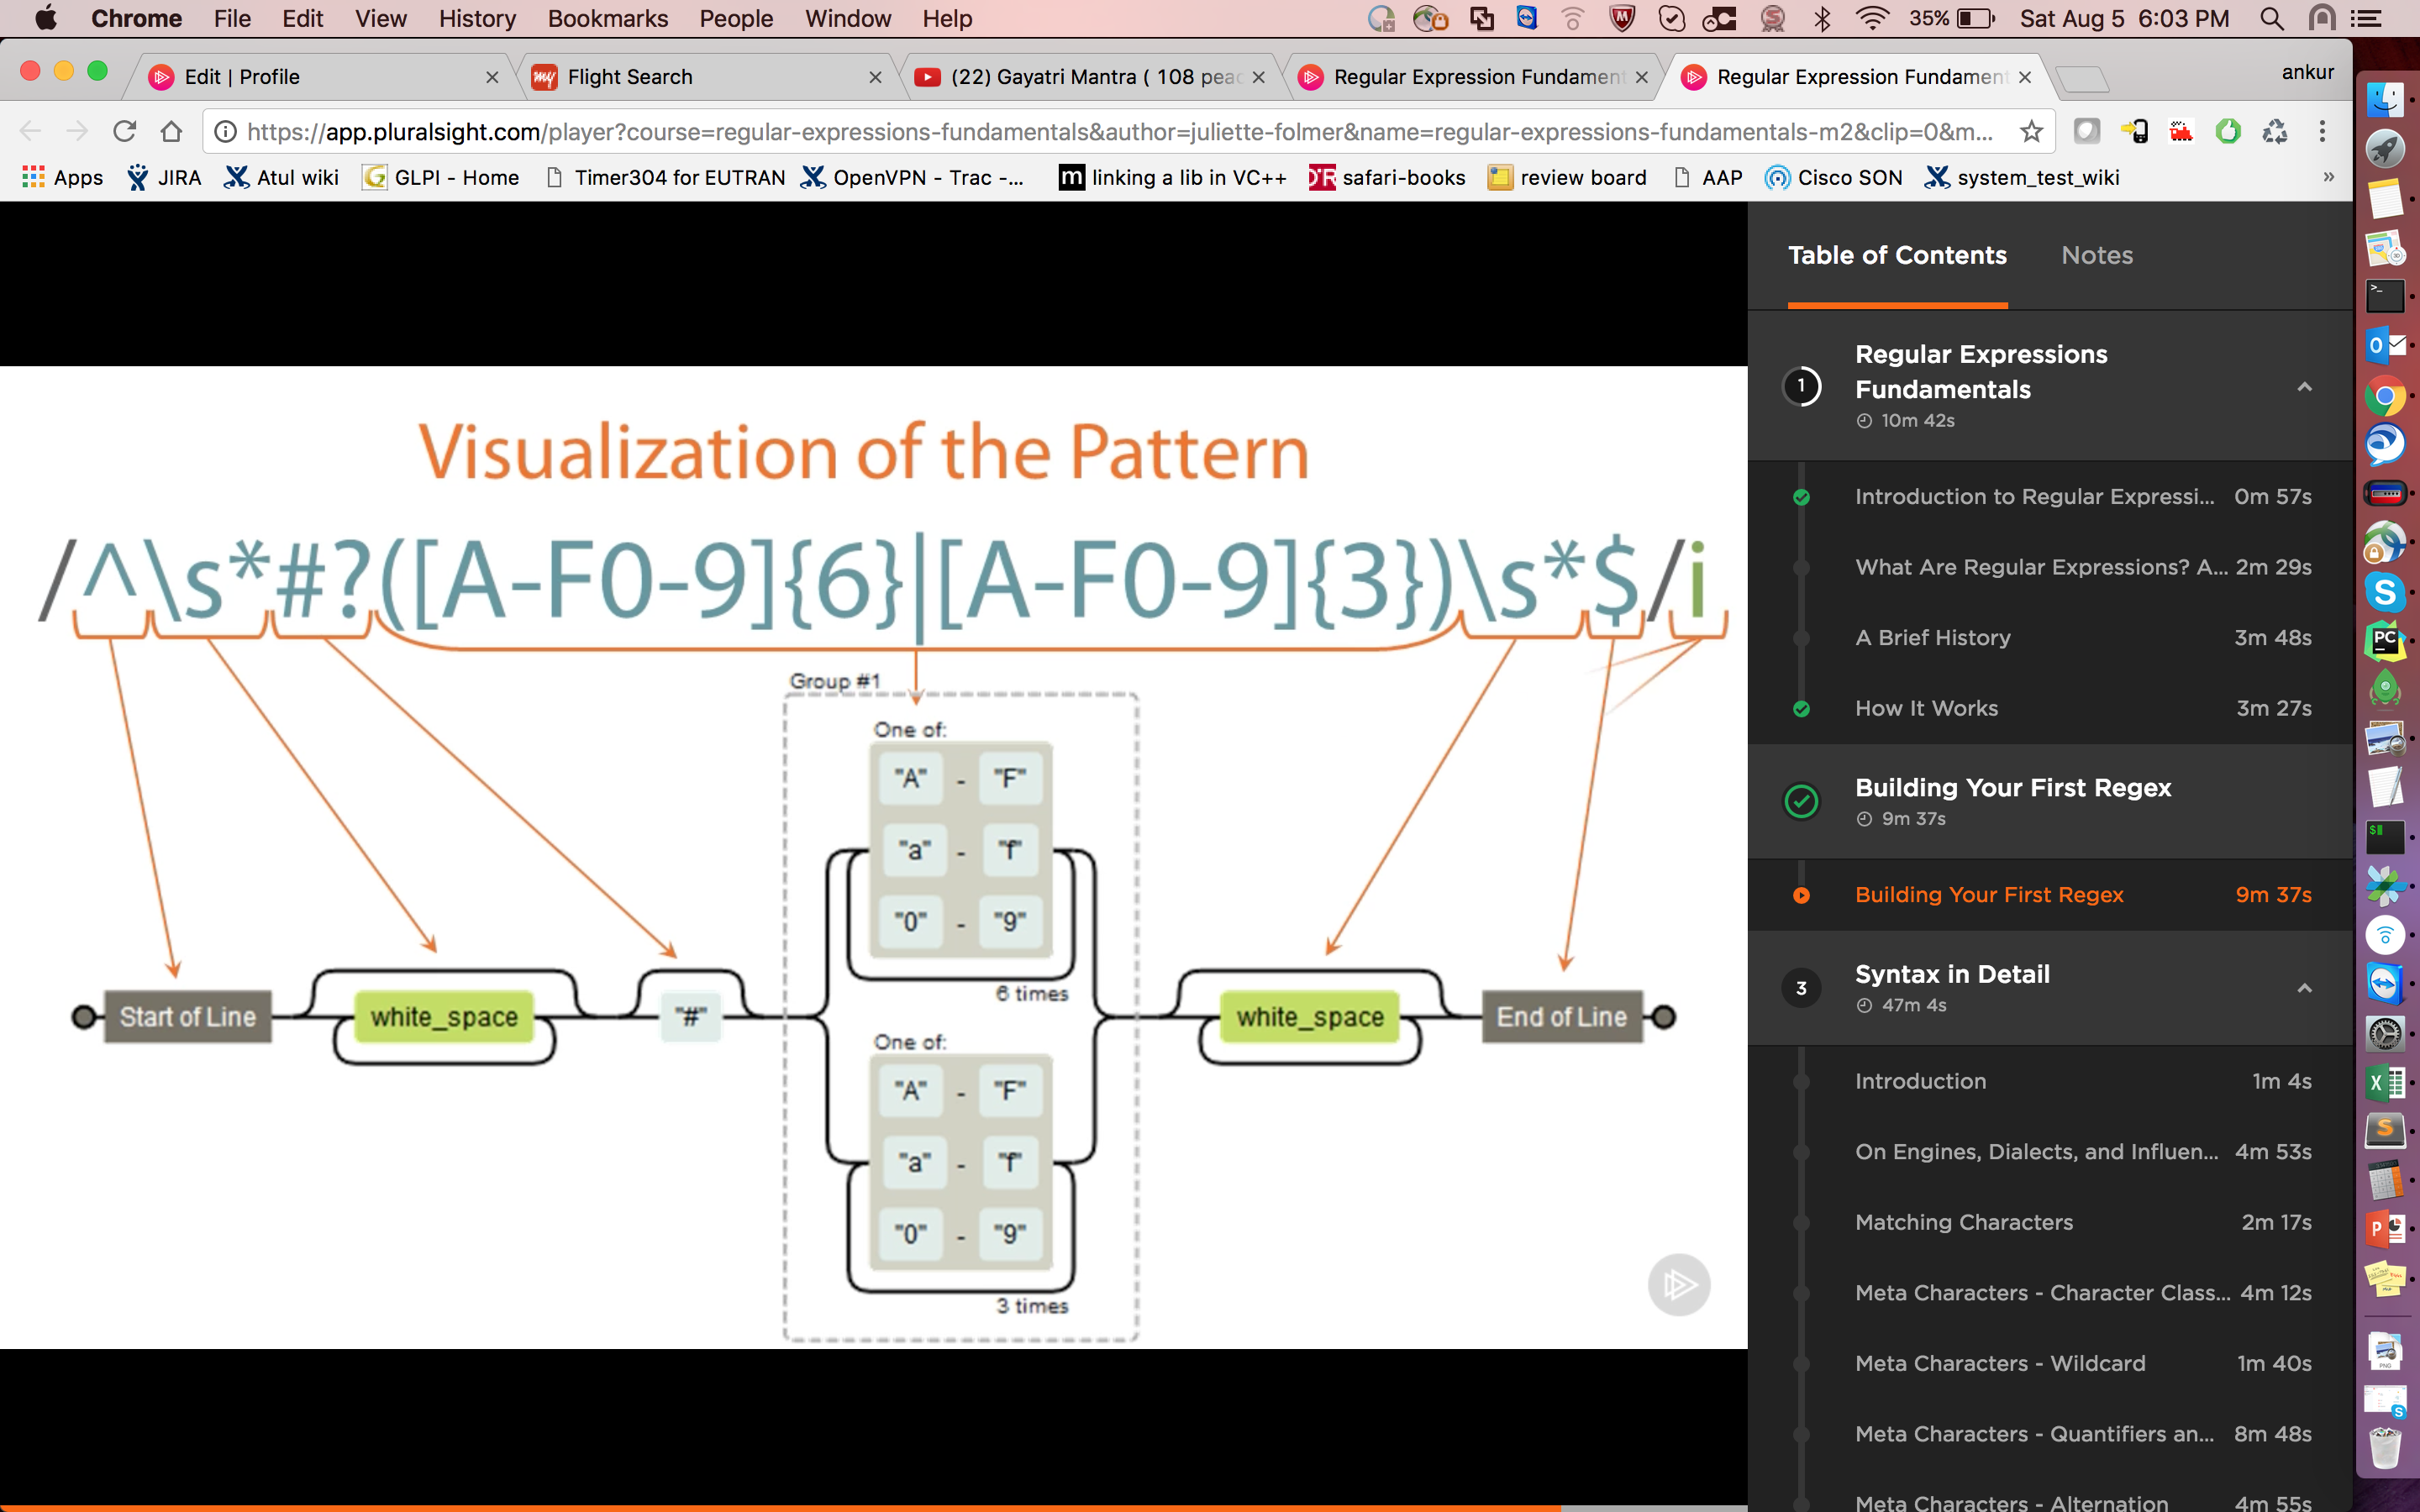 Chrome File Edit View History Bookmarks People Window Help 35% Sat Aug 5 6:03 PM
Edit | Profile
Flight Search
(22) Gayatri Mantra ( 108 peac
Regular Expression Fundament
Regular Expression Fundament
ankur
https://app.pluralsight.com/player?course=regular-expressions-fundamentals&author=juliette-folmer&name=regular-expressions-fundamentals-m2&clip=0&m...
Apps JIRA Atul wiki GLPI - Home Timer304 for EUTRAN OpenVPN - Trac -... linking a lib in VC++ safari-books review board AAP Cisco SON system_test_wiki »
Visualization of the Pattern
/^\s*#?([A-F0-9]{6}|[A-F0-9]{3})\s*$/i
Group #1
One of:
"A" - "F"
"a" - "f"
"0" - "9"
6 times
Start of Line
white_space
"#"
white_space
End of Line
One of:
"A" - "F"
"a" - "f"
"0" - "9"
3 times
Table of Contents Notes
1
Regular Expressions
Fundamentals
10m 42s
Introduction to Regular Expressi... 0m 57s
What Are Regular Expressions? A... 2m 29s
A Brief History 3m 48s
How It Works 3m 27s
Building Your First Regex
9m 37s
Building Your First Regex 9m 37s
3
Syntax in Detail
47m 4s
Introduction 1m 4s
On Engines, Dialects, and Influen... 4m 53s
Matching Characters 2m 17s
Meta Characters - Character Class... 4m 12s
Meta Characters - Wildcard 1m 40s
Meta Characters - Quantifiers an... 8m 48s
Meta Characters - Alternation 4m 55s